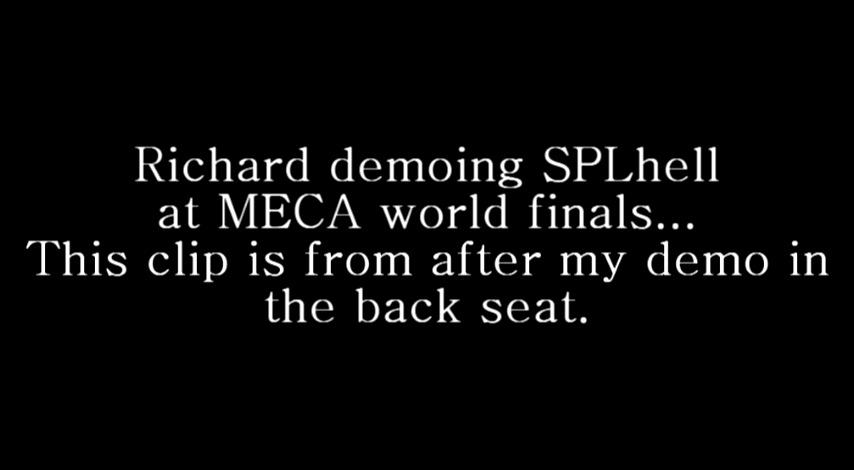 Richard demoing SPLhell
at MECA world finals...
This clip is from after my demo in
the back seat.